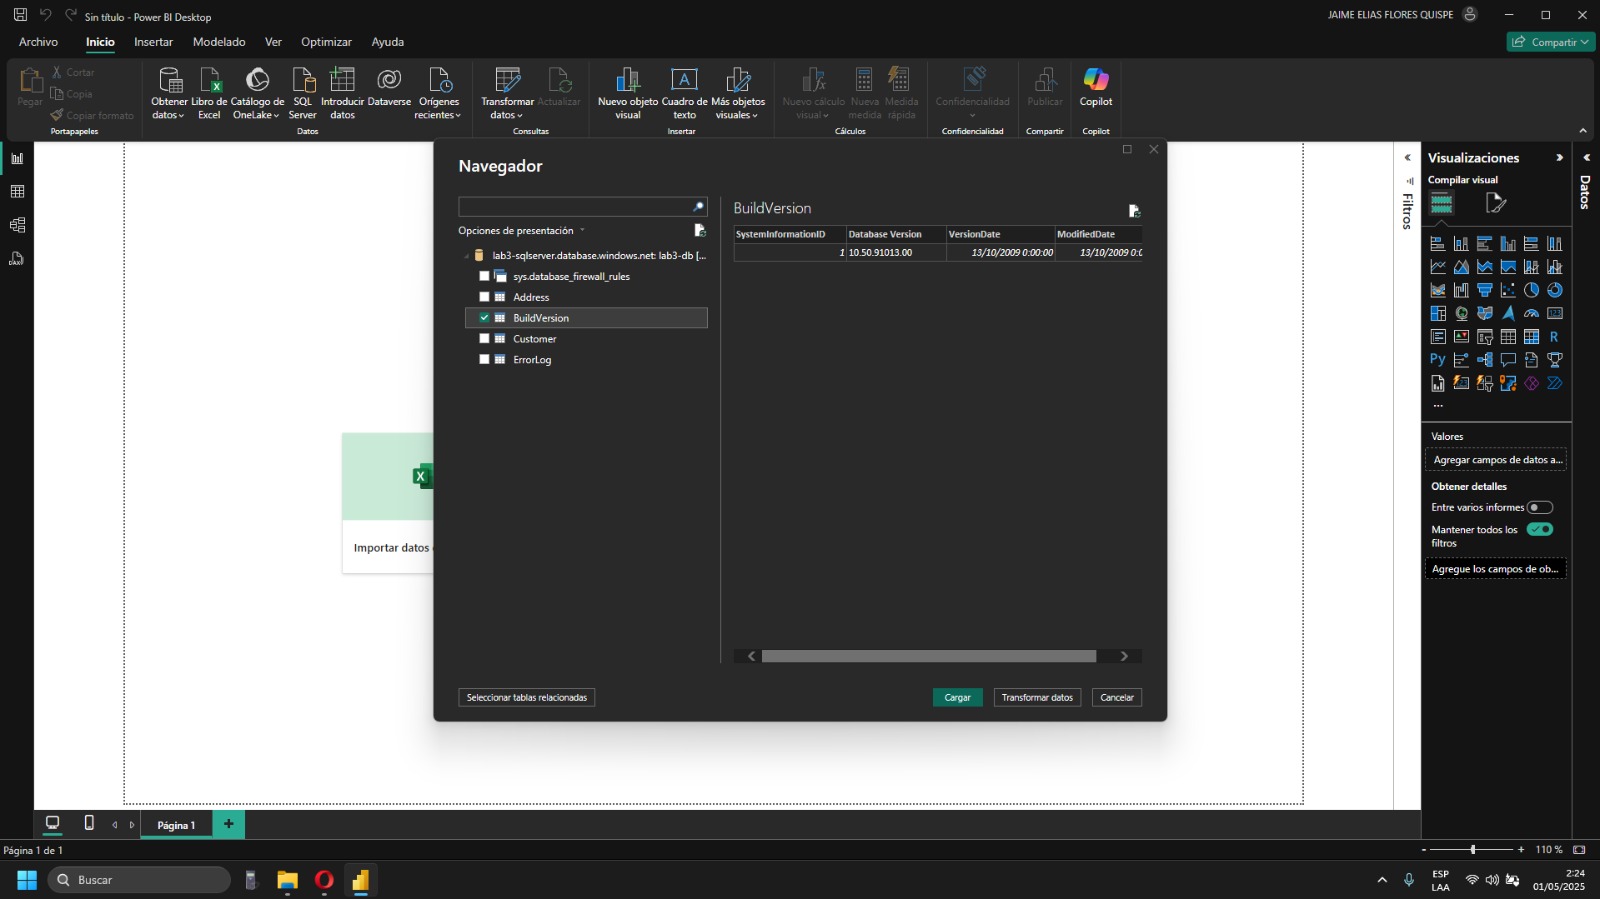 Sin título - Power BI Desktop
JAIME ELIAS FLORES QUISPE
Archivo
Inicio
Insertar
Modelado
Ver
Optimizar
Ayuda
Compartir
Pegar
Cortar
Copia
Copiar formato
Portapapeles
Obtener datos
Libro de Excel
Catálogo de OneLake
SQL Server
Introducir datos
Dataverse
Orígenes recientes
Datos
Transformar datos
Actualizar
Consultas
Nuevo objeto visual
Cuadro de texto
Más objetos visuales
Insertar
Nuevo cálculo visual
Nueva medida
Medida rápida
Cálculos
Confidencialidad
Confidencialidad
Publicar
Compartir
Copilot
Copilot
Navegador
Opciones de presentación
lab3-sqlserver.database.windows.net: lab3-db [...
sys.database_firewall_rules
Address
BuildVersion
Customer
ErrorLog
BuildVersion
SystemInformationID Database Version VersionDate ModifiedDate
1 10.50.91013.00 13/10/2009 0:00:00 13/10/2009 0:0
Seleccionar tablas relacionadas
Cargar
Transformar datos
Cancelar
Importar datos
Filtros
Visualizaciones
Compilar visual
R
Py
...
Valores
Agregar campos de datos a...
Obtener detalles
Entre varios informes
Mantener todos los filtros
Agregue los campos de ob...
Datos
Página 1
+
Página 1 de 1
- + 110 %
Buscar
ESP
LAA
2:24
01/05/2025